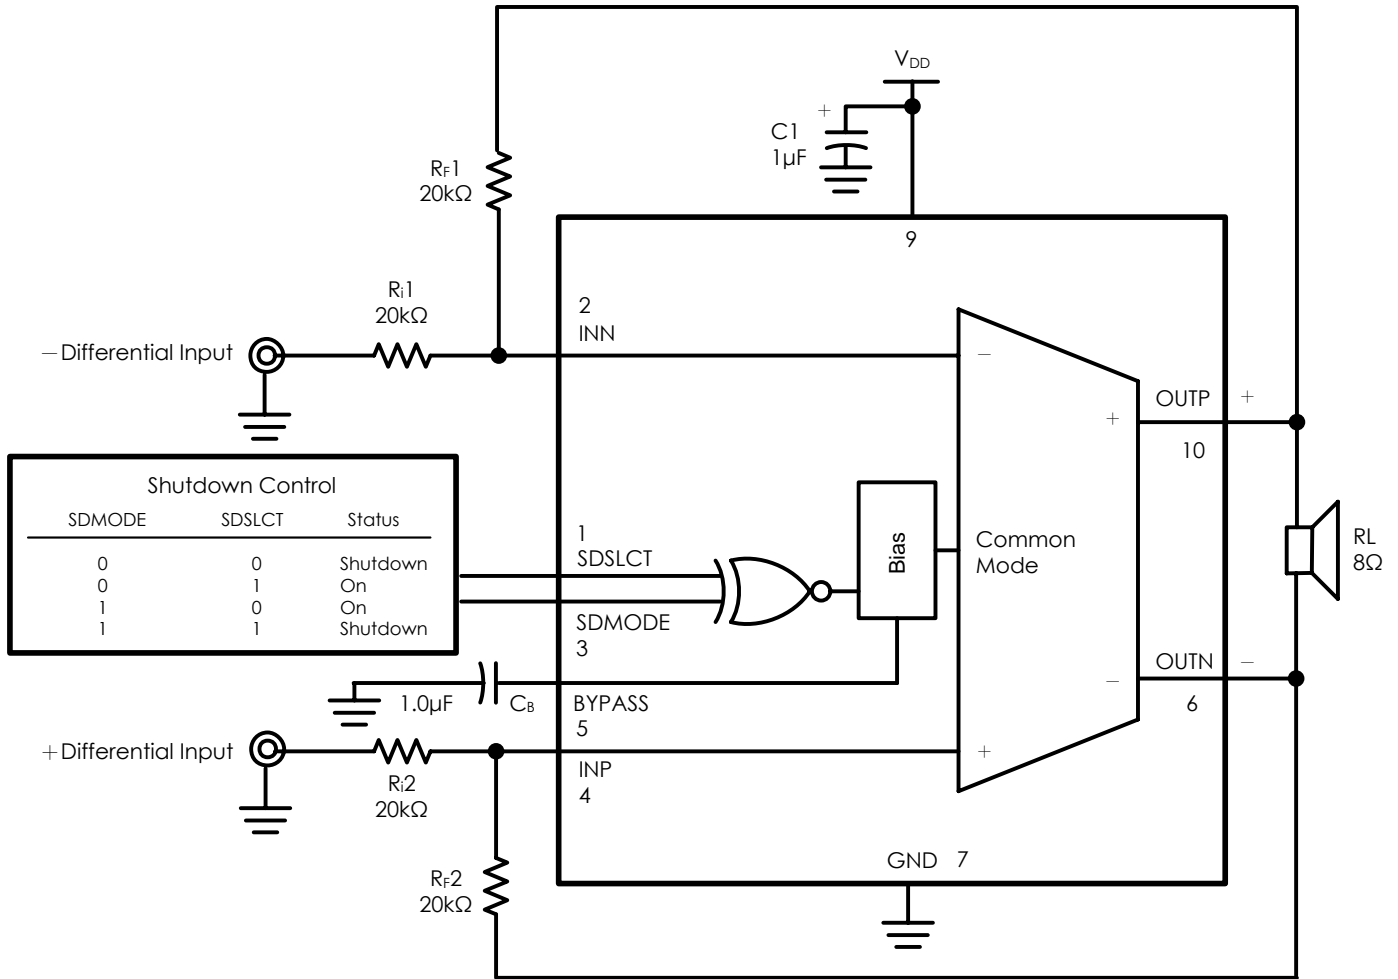 VDD
+
C1
1µF
RF1
20kΩ
9
Ri1
20kΩ
2
INN
−Differential Input
−
OUTP
+
+
10
Shutdown Control
SDMODE SDSLCT Status
0 0 Shutdown
0 1 On
1 0 On
1 1 Shutdown
1
SDSLCT
Bias
Common
Mode
RL
8Ω
SDMODE
3
OUTN
−
−
6
1.0µF
CB
BYPASS
5
+Differential Input
+
INP
4
Ri2
20kΩ
GND 7
RF2
20kΩ